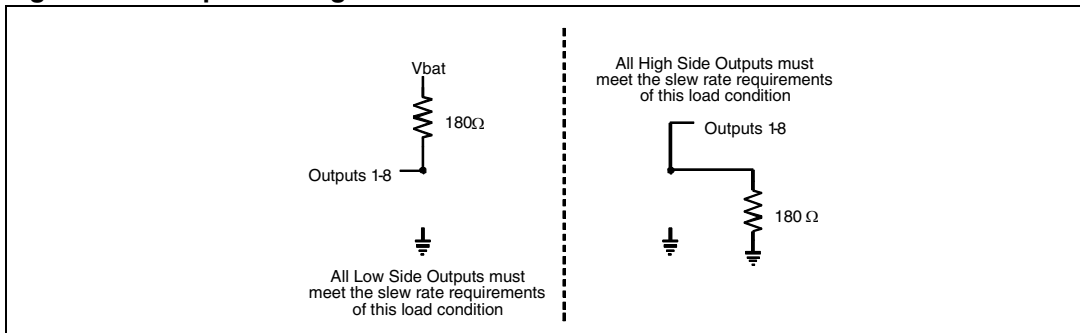 Vbat
180Ω
Outputs 1-8
All Low Side Outputs must
meet the slew rate requirements
of this load condition
All High Side Outputs must
meet the slew rate requirements
of this load condition
Outputs 1-8
180 Ω